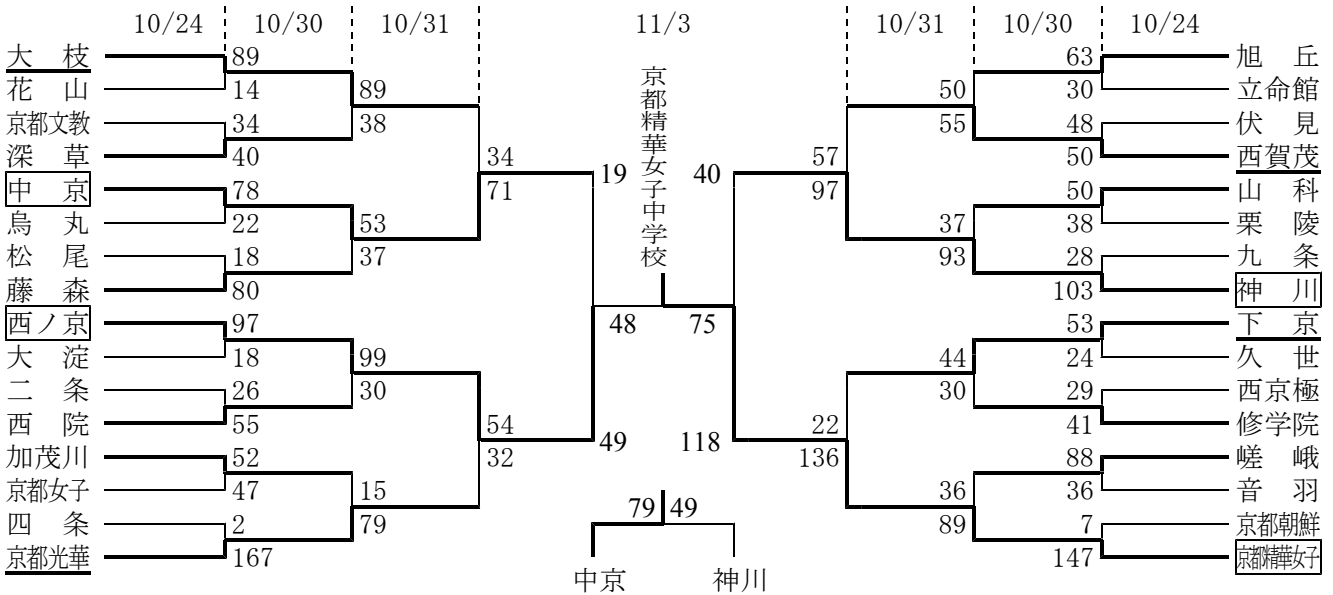 10/24 10/30 10/31 11/3 10/31 10/30 10/24
大枝 89 63 旭丘
花山 14 89 50 30 立命館
京都文教 34 38 55 48 伏見
深草 40 34 57 50 西賀茂
中京 78 71 19 40 97 50 山科
烏丸 22 53 37 38 栗陵
松尾 18 37 93 28 九条
藤森 80 103 神川
京都精華女子中学校
西ノ京 97 48 75 53 下京
大淀 18 99 44 24 久世
二条 26 30 30 29 西京極
西院 55 54 22 41 修学院
加茂川 52 32 49 118 136 88 嵯峨
京都女子 47 15 36 36 音羽
四条 2 79 79 49 89 7 京都朝鮮
京都光華 167 147 京都精華女子
中京 神川